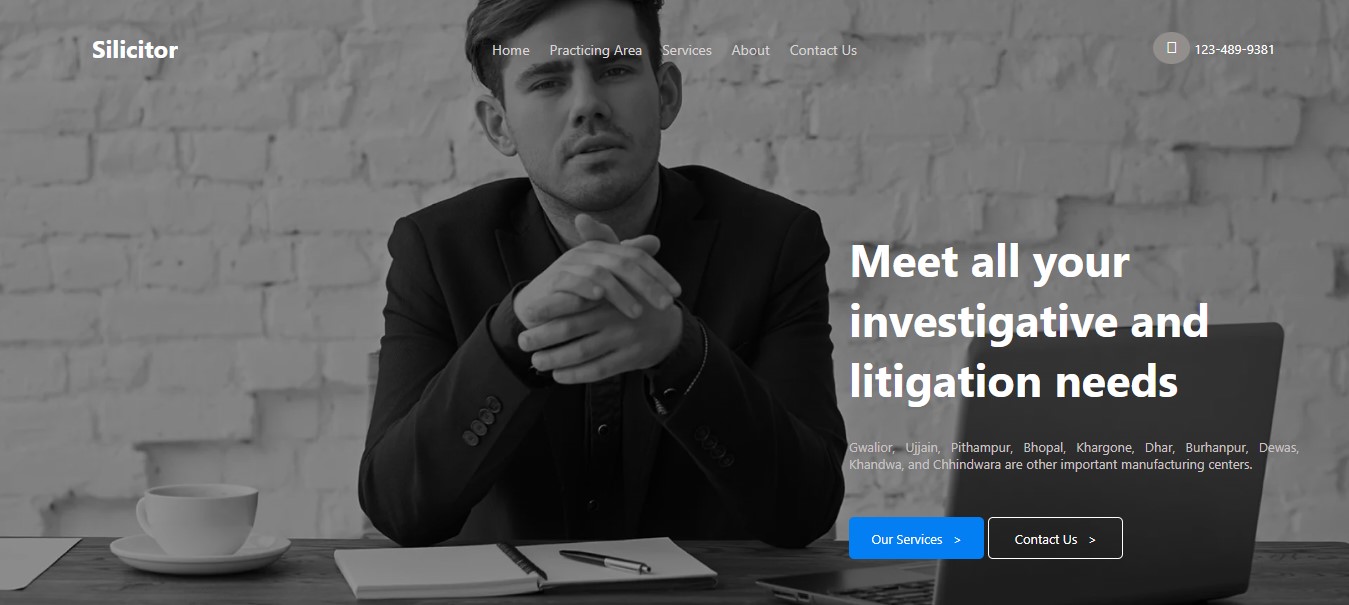 Silicitor
Home Practicing Area Services About Contact Us
123-489-9381
Meet all your
investigative and
litigation needs
Gwalior, Ujjain, Pithampur, Bhopal, Khargone, Dhar, Burhanpur, Dewas,
Khandwa, and Chhindwara are other important manufacturing centers.
Our Services >
Contact Us >